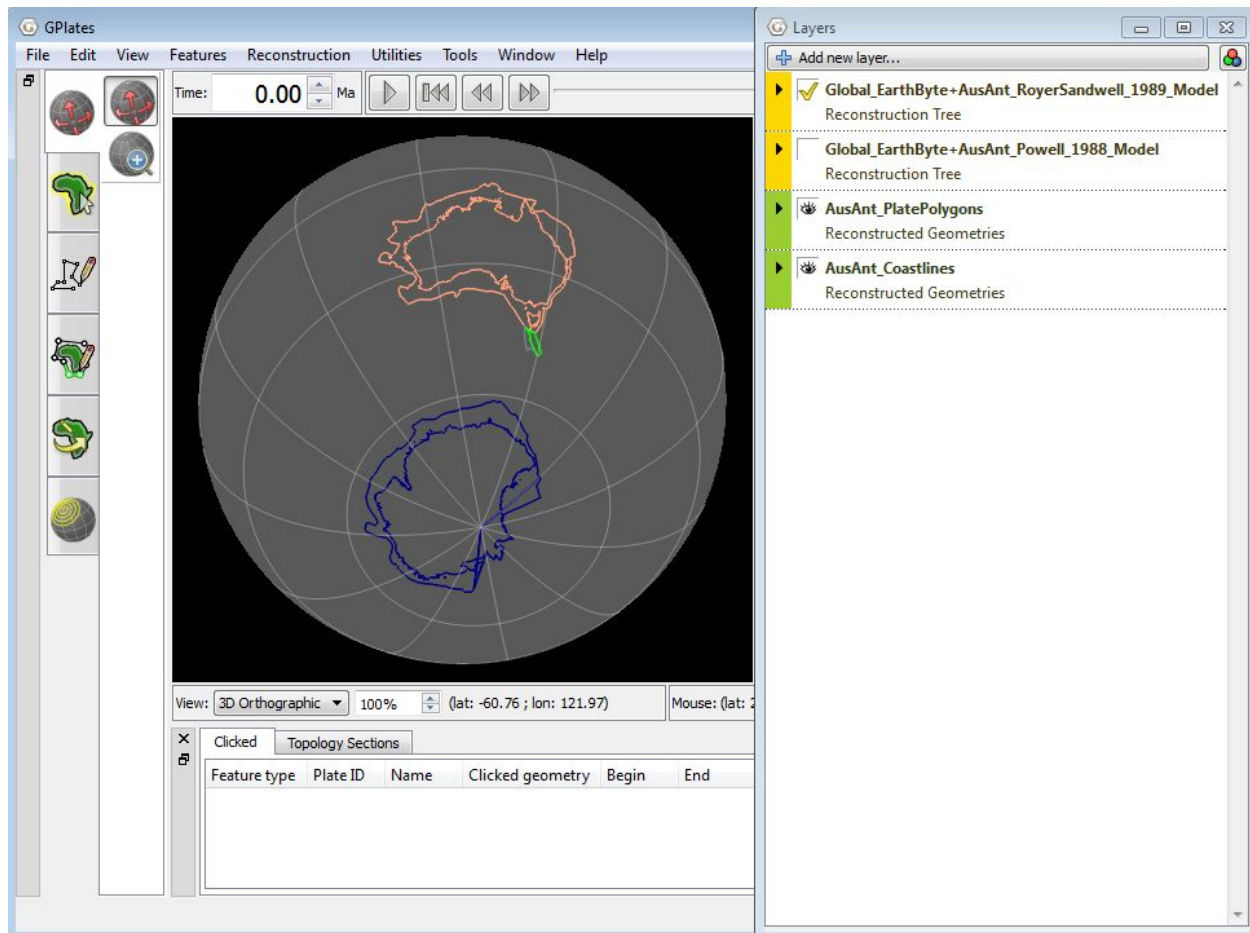 GPlates
File Edit View Features Reconstruction Utilities Tools Window Help
Time: 0.00 Ma
View: 3D Orthographic 100% (lat: -60.76 ; lon: 121.97) Mouse: (lat: 2
Clicked Topology Sections
Feature type Plate ID Name Clicked geometry Begin End
Layers
Add new layer...
Global_EarthByte+AusAnt_RoyerSandwell_1989_Model
Reconstruction Tree
Global_EarthByte+AusAnt_Powell_1988_Model
Reconstruction Tree
AusAnt_PlatePolygons
Reconstructed Geometries
AusAnt_Coastlines
Reconstructed Geometries